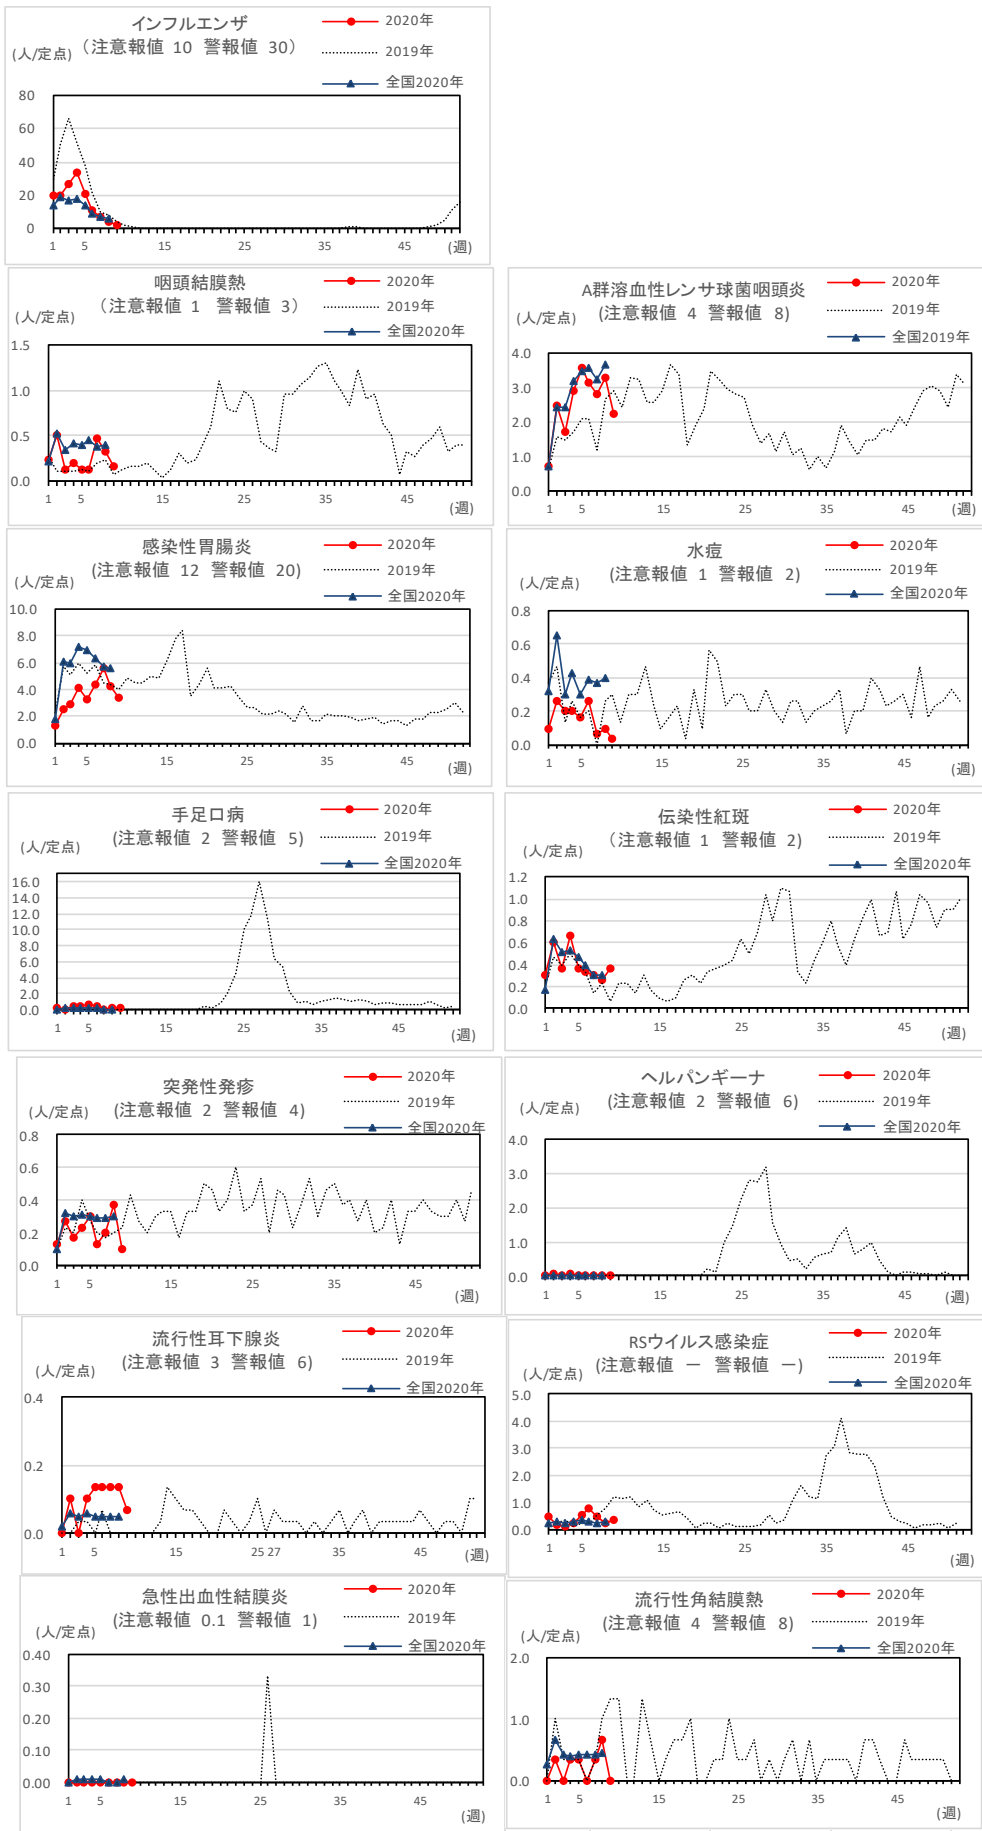 インフルエンザ
（注意報値 10 警報値 30）
(人/定点)
2020年
2019年
全国2020年
80
60
40
20
0
1 5 15 25 35 45
(週)
咽頭結膜熱
（注意報値 1 警報値 3）
(人/定点)
2020年
2019年
全国2020年
1.5
1.0
0.5
0.0
1 5 15 25 35 45
(週)
A群溶血性レンサ球菌咽頭炎
(注意報値 4 警報値 8)
(人/定点)
2020年
2019年
全国2019年
4.0
3.0
2.0
1.0
0.0
1 5 15 25 35 45
(週)
感染性胃腸炎
(注意報値 12 警報値 20)
(人/定点)
2020年
2019年
全国2020年
10.0
8.0
6.0
4.0
2.0
0.0
1 5 15 25 35 45
(週)
水痘
(注意報値 1 警報値 2)
(人/定点)
2020年
2019年
全国2020年
0.8
0.6
0.4
0.2
0.0
1 5 15 25 35 45
(週)
手足口病
(注意報値 2 警報値 5)
(人/定点)
2020年
2019年
全国2020年
16.0
14.0
12.0
10.0
8.0
6.0
4.0
2.0
0.0
1 5 15 25 35 45
(週)
伝染性紅斑
（注意報値 1 警報値 2)
(人/定点)
2020年
2019年
全国2020年
1.2
1.0
0.8
0.6
0.4
0.2
0.0
1 5 15 25 35 45
(週)
突発性発疹
(注意報値 2 警報値 4)
(人/定点)
2020年
2019年
全国2020年
0.8
0.6
0.4
0.2
0.0
1 5 15 25 35 45
(週)
ヘルパンギーナ
(注意報値 2 警報値 6)
(人/定点)
2020年
2019年
全国2020年
4.0
3.0
2.0
1.0
0.0
1 5 15 25 35 45
(週)
流行性耳下腺炎
(注意報値 3 警報値 6)
(人/定点)
2020年
2019年
全国2020年
0.4
0.2
0.0
1 5 15 25 27 35 45
(週)
RSウイルス感染症
(注意報値 － 警報値 －)
(人/定点)
2020年
2019年
全国2020年
5.0
4.0
3.0
2.0
1.0
0.0
1 5 15 25 35 45
(週)
急性出血性結膜炎
(注意報値 0.1 警報値 1)
(人/定点)
2020年
2019年
全国2020年
0.40
0.30
0.20
0.10
0.00
1 5 15 25 35 45
(週)
流行性角結膜熱
(注意報値 4 警報値 8)
(人/定点)
2020年
2019年
全国2020年
2.0
1.0
0.0
1 5 15 25 35 45
(週)